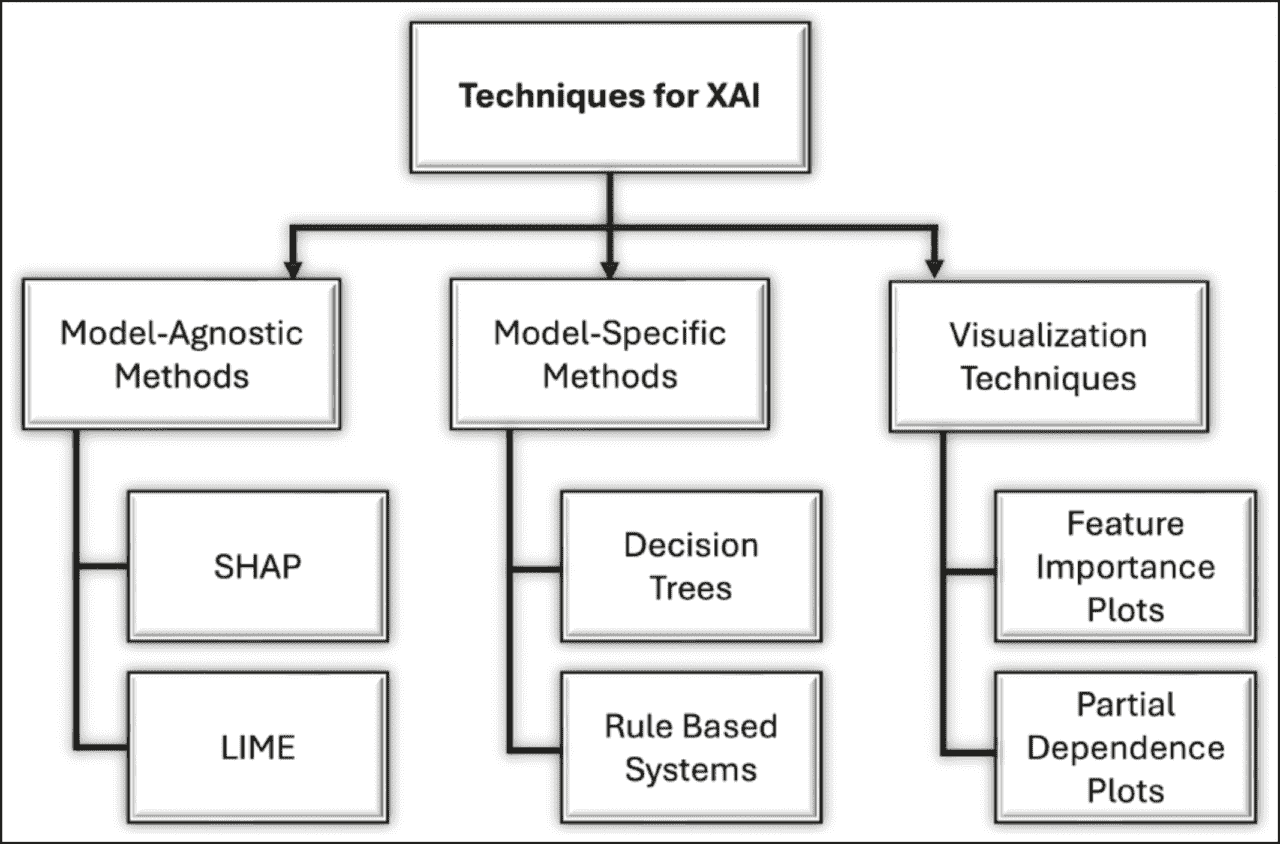 Techniques for XAI
Model-Agnostic
Methods
Model-Specific
Methods
Visualization
Techniques
SHAP
LIME
Decision
Trees
Rule Based
Systems
Feature
Importance
Plots
Partial
Dependence
Plots